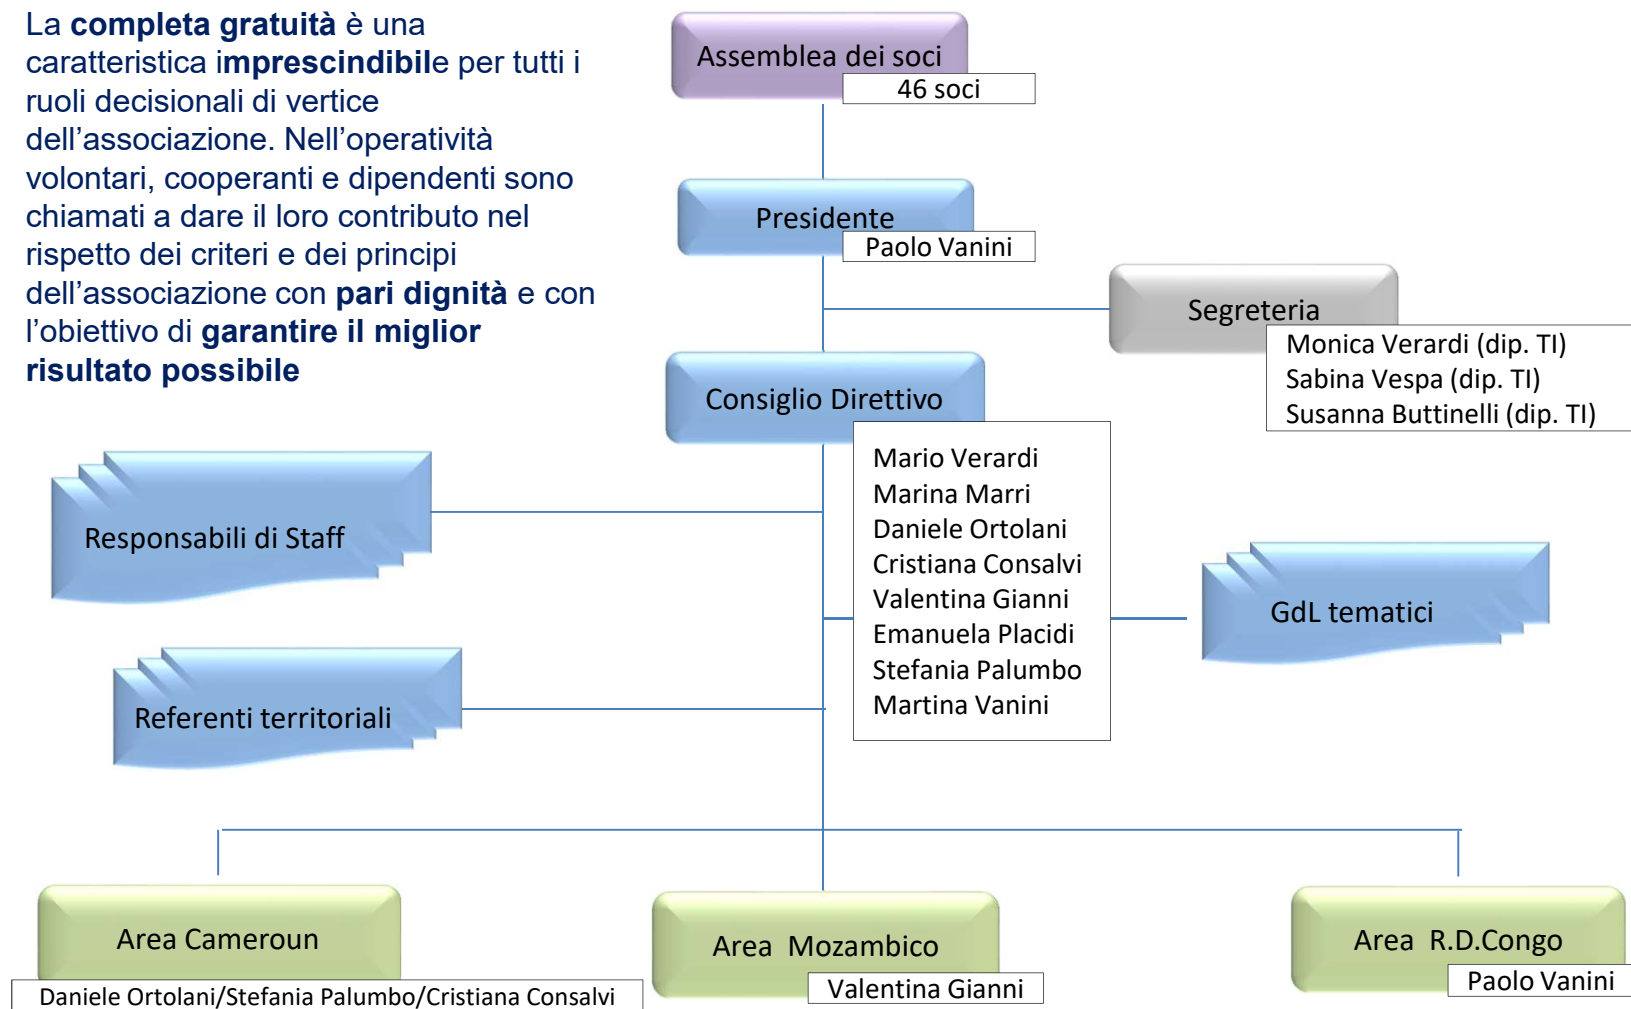 La completa gratuità è una
caratteristica imprescindibile per tutti i
ruoli decisionali di vertice
dell’associazione. Nell’operatività
volontari, cooperanti e dipendenti sono
chiamati a dare il loro contributo nel
rispetto dei criteri e dei principi
dell’associazione con pari dignità e con
l’obiettivo di garantire il miglior
risultato possibile
Assemblea dei soci
46 soci
Presidente
Paolo Vanini
Segreteria
Monica Verardi (dip. TI)
Sabina Vespa (dip. TI)
Susanna Buttinelli (dip. TI)
Consiglio Direttivo
Mario Verardi
Marina Marri
Daniele Ortolani
Cristiana Consalvi
Valentina Gianni
Emanuela Placidi
Stefania Palumbo
Martina Vanini
Responsabili di Staff
GdL tematici
Referenti territoriali
Area Cameroun
Daniele Ortolani/Stefania Palumbo/Cristiana Consalvi
Area Mozambico
Valentina Gianni
Area R.D.Congo
Paolo Vanini